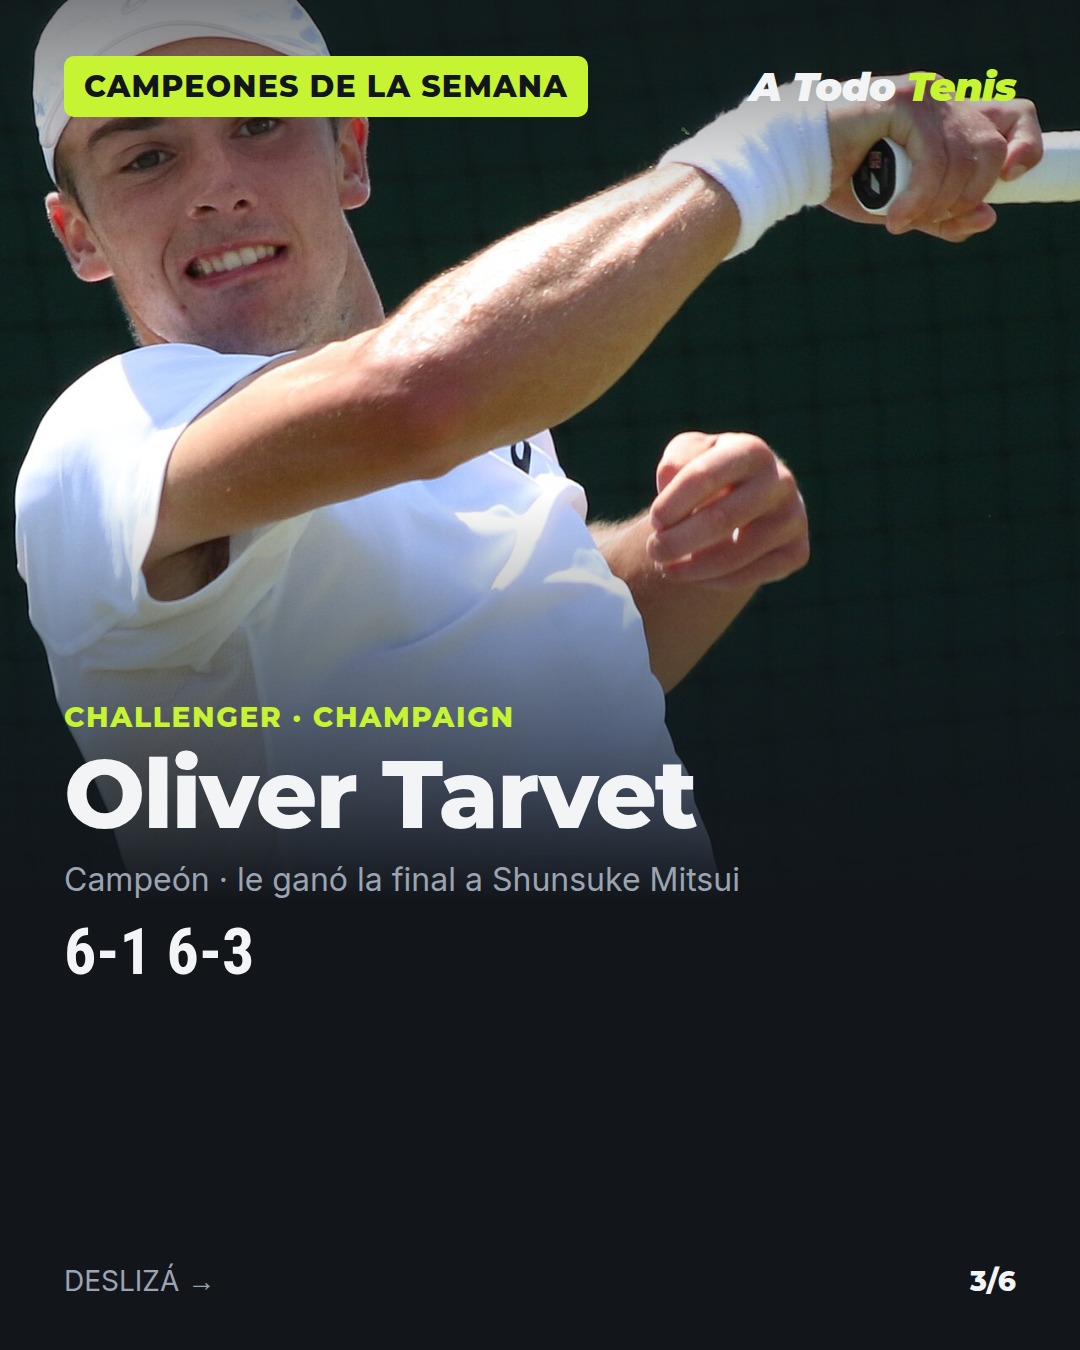 CAMPEONES DE LA SEMANA
A Todo Tenis
CHALLENGER · CHAMPAIGN
Oliver Tarvet
Campeón · le ganó la final a Shunsuke Mitsui
6-1 6-3
DESLIZÁ →
3/6